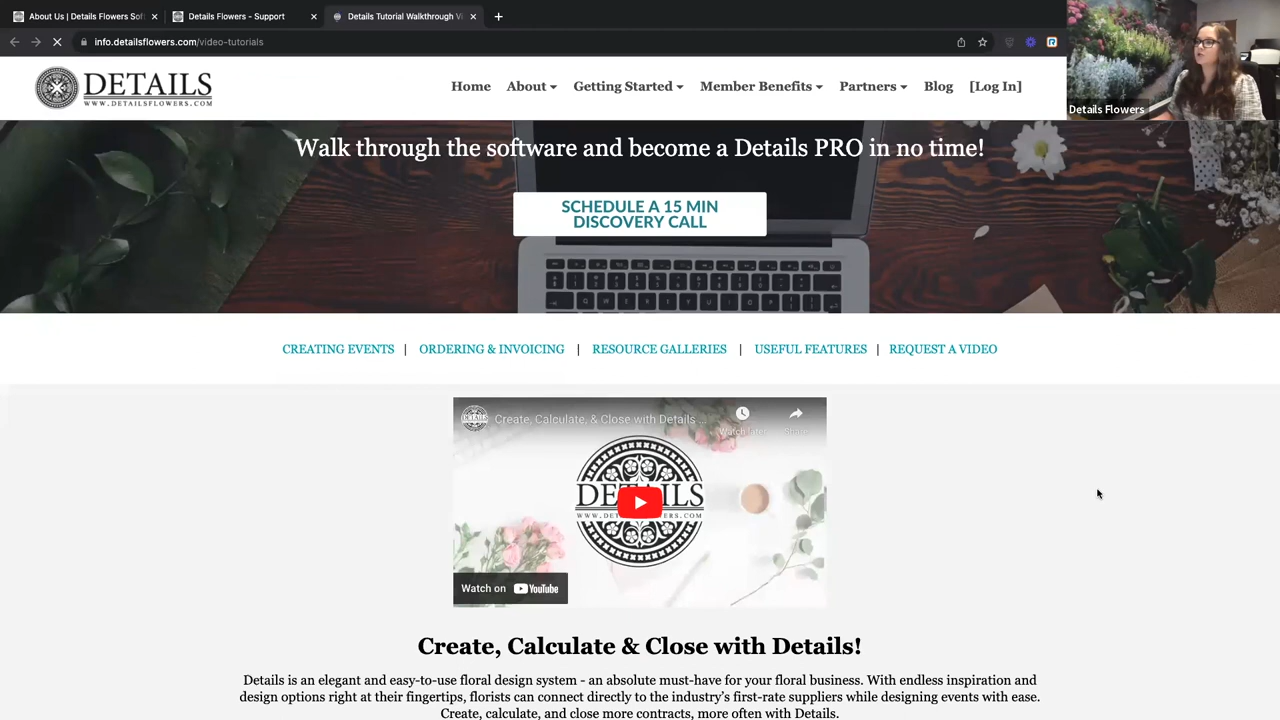 About Us | Details Flowers Sof
Details Flowers - Support
Details Tutorial Walkthrough Vi
info.detailsflowers.com/video-tutorials
DETAILS
WWW.DETAILSFLOWERS.COM
Home
About
Getting Started
Member Benefits
Partners
Blog
[Log In]
Details Flowers
Walk through the software and become a Details PRO in no time!
SCHEDULE A 15 MIN
DISCOVERY CALL
CREATING EVENTS | ORDERING & INVOICING | RESOURCE GALLERIES | USEFUL FEATURES | REQUEST A VIDEO
Create, Calculate, & Close with Details ...
Watch later
Share
DETAILS
Watch on YouTube
Create, Calculate & Close with Details!
Details is an elegant and easy-to-use floral design system - an absolute must-have for your floral business. With endless inspiration and
design options right at their fingertips, florists can connect directly to the industry's first-rate suppliers while designing events with ease.
Create, calculate, and close more contracts, more often with Details.